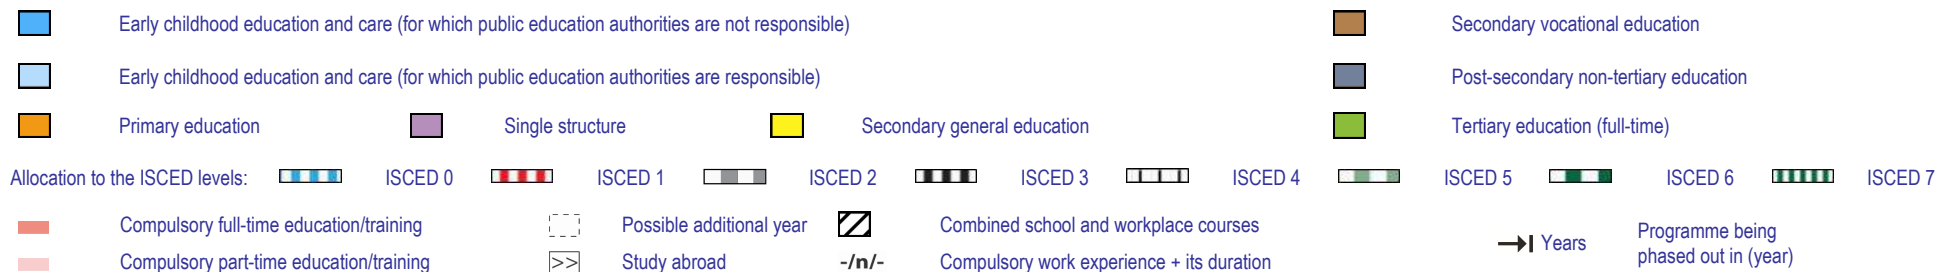 Early childhood education and care (for which public education authorities are not responsible)
Secondary vocational education
Early childhood education and care (for which public education authorities are responsible)
Post-secondary non-tertiary education
Primary education
Single structure
Secondary general education
Tertiary education (full-time)
Allocation to the ISCED levels: ISCED 0 ISCED 1 ISCED 2 ISCED 3 ISCED 4 ISCED 5 ISCED 6 ISCED 7
Compulsory full-time education/training
Possible additional year
Combined school and workplace courses
Years
Programme being
phased out in (year)
Compulsory part-time education/training
>> Study abroad
-/n/- Compulsory work experience + its duration